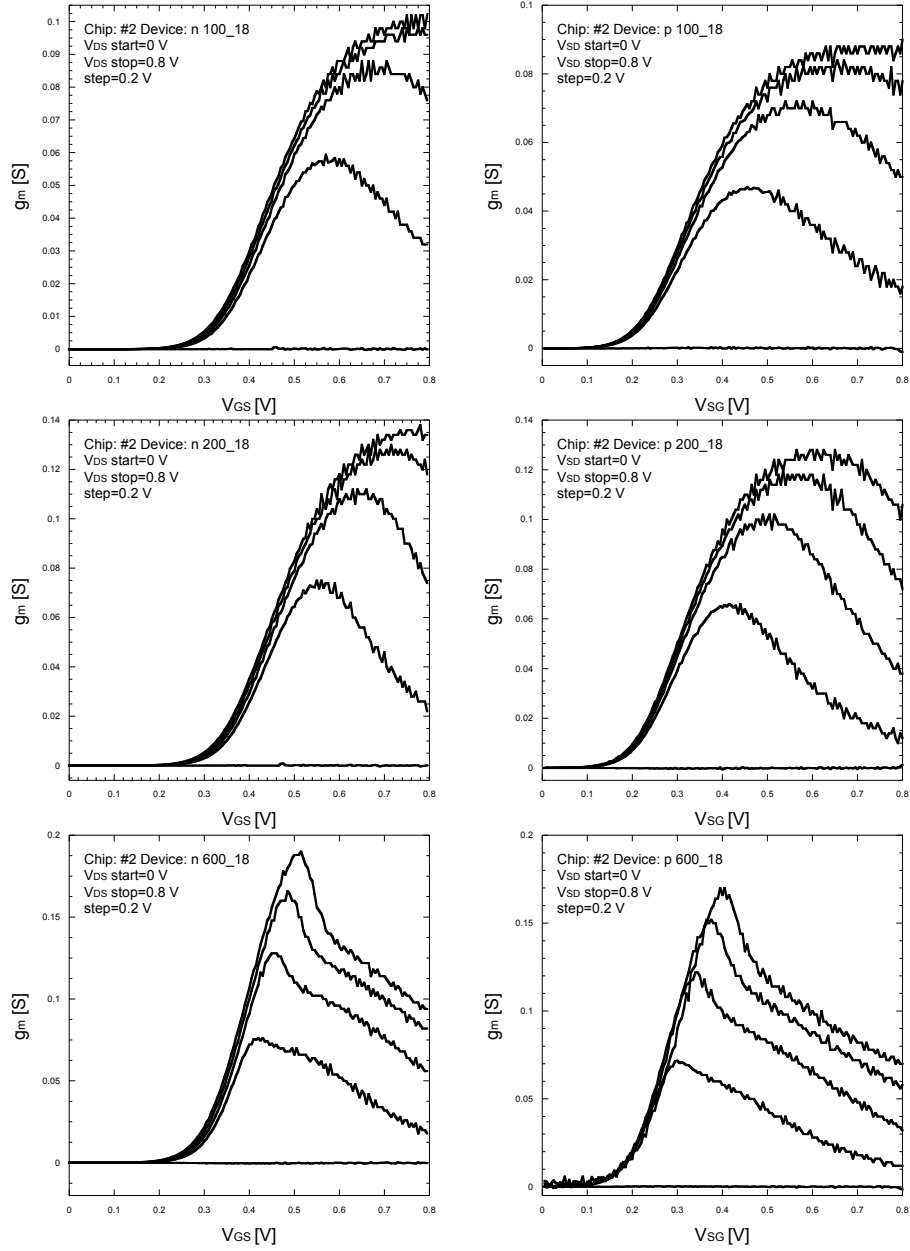 Chip: #2 Device: n 100_18
VDS start=0 V
VDS stop=0.8 V
step=0.2 V
gm [S]
0.1
0.09
0.08
0.07
0.06
0.05
0.04
0.03
0.02
0.01
0
0 0.1 0.2 0.3 0.4 0.5 0.6 0.7 0.8
VGS [V]
Chip: #2 Device: p 100_18
VSD start=0 V
VSD stop=0.8 V
step=0.2 V
gm [S]
0.1
0.08
0.06
0.04
0.02
0
0 0.1 0.2 0.3 0.4 0.5 0.6 0.7 0.8
VSG [V]
Chip: #2 Device: n 200_18
VDS start=0 V
VDS stop=0.8 V
step=0.2 V
gm [S]
0.14
0.12
0.1
0.08
0.06
0.04
0.02
0
0 0.1 0.2 0.3 0.4 0.5 0.6 0.7 0.8
VGS [V]
Chip: #2 Device: p 200_18
VSD start=0 V
VSD stop=0.8 V
step=0.2 V
gm [S]
0.14
0.12
0.1
0.08
0.06
0.04
0.02
0
0 0.1 0.2 0.3 0.4 0.5 0.6 0.7 0.8
VSG [V]
Chip: #2 Device: n 600_18
VDS start=0 V
VDS stop=0.8 V
step=0.2 V
gm [S]
0.2
0.15
0.1
0.05
0
0 0.1 0.2 0.3 0.4 0.5 0.6 0.7 0.8
VGS [V]
Chip: #2 Device: p 600_18
VSD start=0 V
VSD stop=0.8 V
step=0.2 V
gm [S]
0.2
0.15
0.1
0.05
0
0 0.1 0.2 0.3 0.4 0.5 0.6 0.7 0.8
VSG [V]